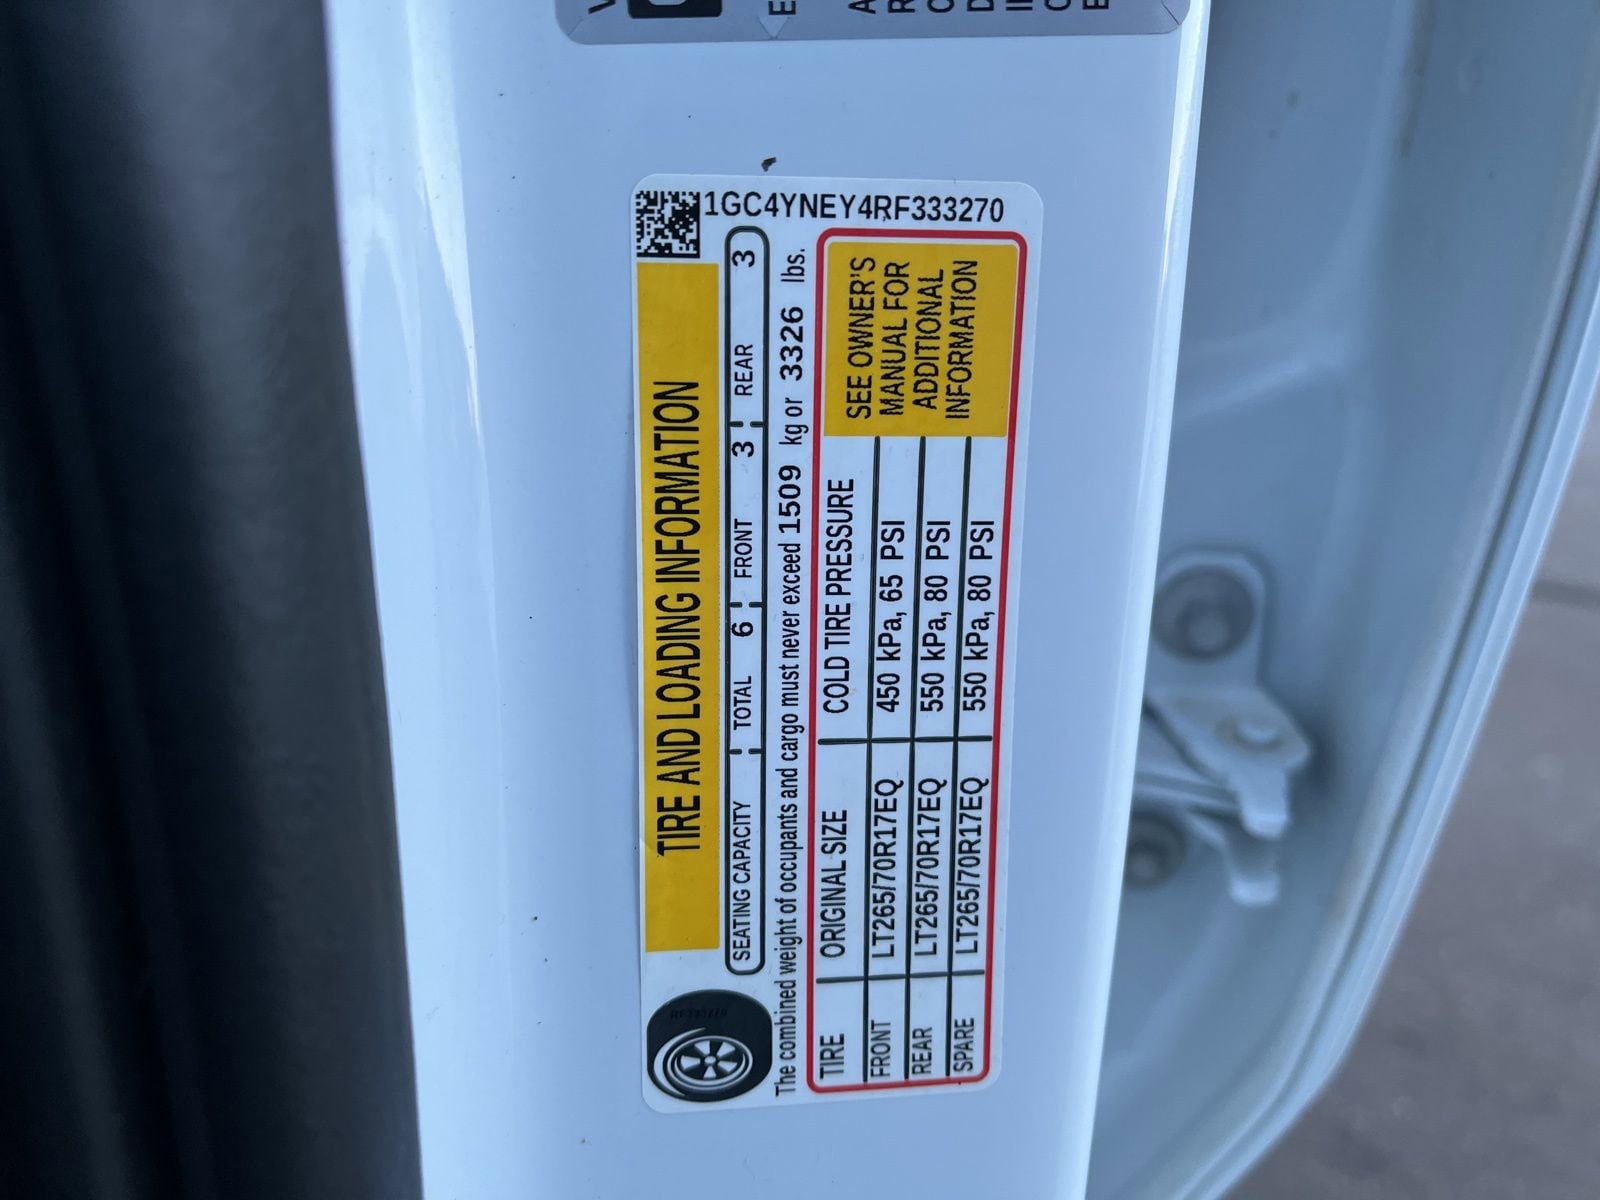 1GC4YNEY4RF333270
TIRE AND LOADING INFORMATION
SEATING CAPACITY TOTAL 6 FRONT 3 REAR 3
The combined weight of occupants and cargo must never exceed 1509 kg or 3326 lbs.
TIRE ORIGINAL SIZE COLD TIRE PRESSURE
FRONT LT265/70R17EQ 450 kPa, 65 PSI
REAR LT265/70R17EQ 550 kPa, 80 PSI
SPARE LT265/70R17EQ 550 kPa, 80 PSI
SEE OWNER'S
MANUAL FOR
ADDITIONAL
INFORMATION
RF333270